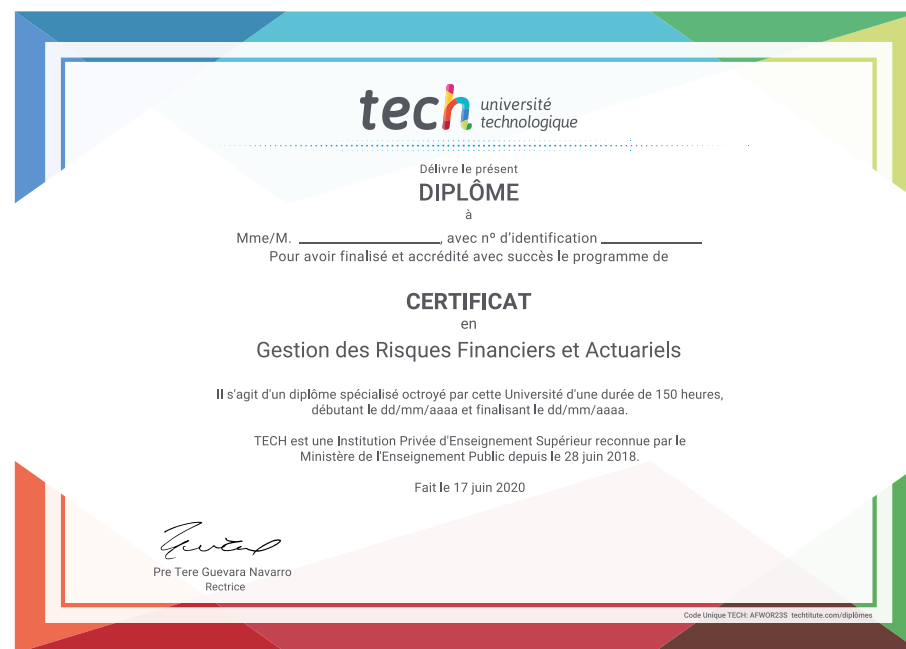 tech université
technologique
Délivre le présent
DIPLÔME
à
Mme/M. ____________________, avec nº d'identification ______________
Pour avoir finalisé et accrédité avec succès le programme de
CERTIFICAT
en
Gestion des Risques Financiers et Actuariels
Il s'agit d'un diplôme spécialisé octroyé par cette Université d'une durée de 150 heures,
débutant le dd/mm/aaaa et finalisant le dd/mm/aaaa.
TECH est une Institution Privée d'Enseignement Supérieur reconnue par le
Ministère de l'Enseignement Public depuis le 28 juin 2018.
Fait le 17 juin 2020
Pre Tere Guevara Navarro
Rectrice
Code Unique TECH: AFWOR23S techtitute.com/diplômes